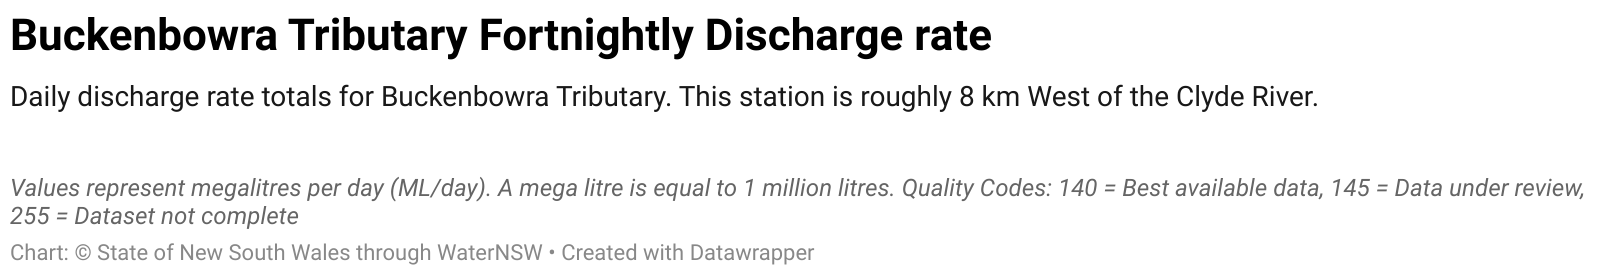 Buckenbowra Tributary Fortnightly Discharge rate
Daily discharge rate totals for Buckenbowra Tributary. This station is roughly 8 km West of the Clyde River.
Values represent megalitres per day (ML/day). A mega litre is equal to 1 million litres. Quality Codes: 140 = Best available data, 145 = Data under review,
255 = Dataset not complete
Chart: © State of New South Wales through WaterNSW • Created with Datawrapper